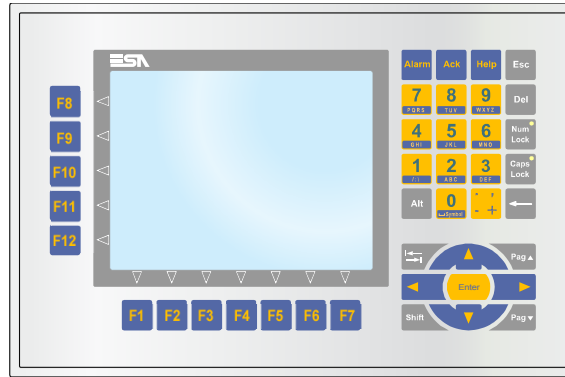 ESA
Alarm Ack Help Esc
7 8 9 Del
PQRS TUV WXYZ
4 5 6 Num Lock
GHI JKL MNO
1 2 3 Caps Lock
ABC DEF
Alt 0 . , - +
Symbol
F8
F9
F10
F11
F12
Pag
Enter
Shift Pag
F1 F2 F3 F4 F5 F6 F7